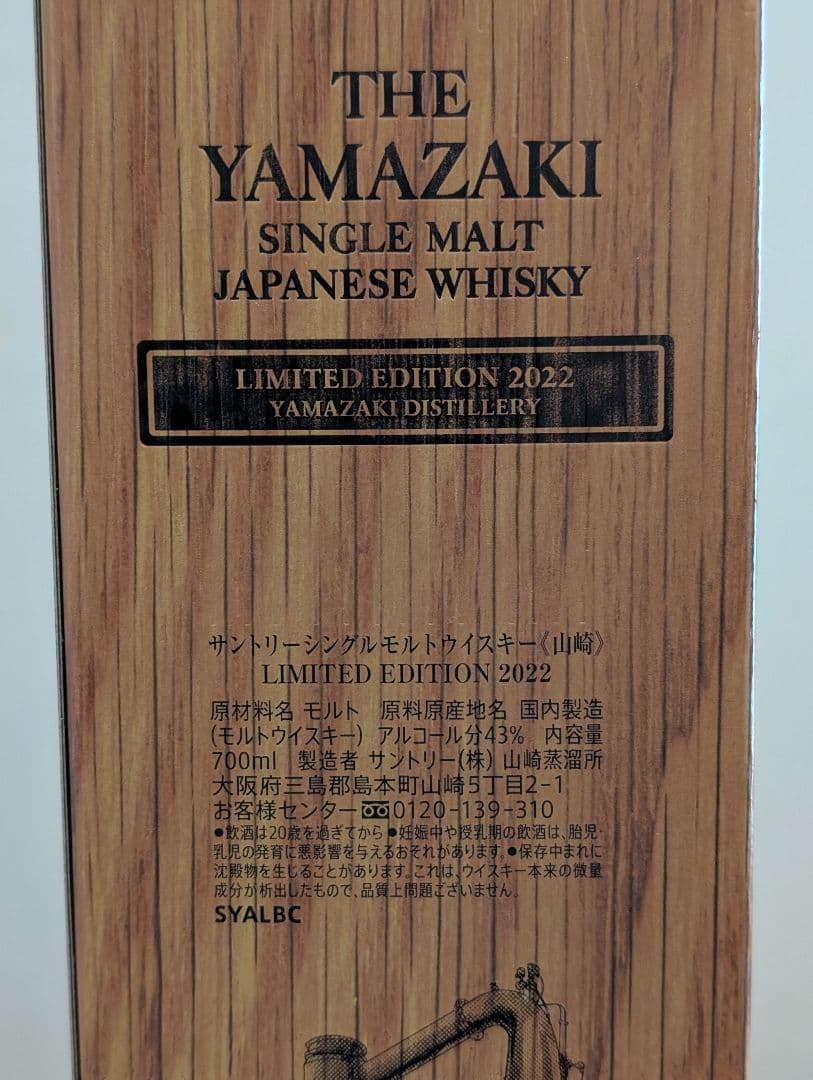 THE
YAMAZAKI
SINGLE MALT
JAPANESE WHISKY
LIMITED EDITION 2022
YAMAZAKI DISTILLERY
サントリーシングルモルトウイスキー《山崎》
LIMITED EDITION 2022
原材料名 モルト 原料原産地名 国内製造
(モルトウイスキー) アルコール分43% 内容量
700ml 製造者 サントリー(株) 山崎蒸溜所
大阪府三島郡島本町山崎5丁目2-1
お客様センター 0120-139-310
●飲酒は20歳を過ぎてから ●妊娠中や授乳期の飲酒は、胎児・
乳児の発育に悪影響を与えるおそれがあります。●保存中まれに
沈殿物を生じることがあります。これは、ウイスキー本来の微量
成分が析出したもので、品質上問題ございません。
SYALBC